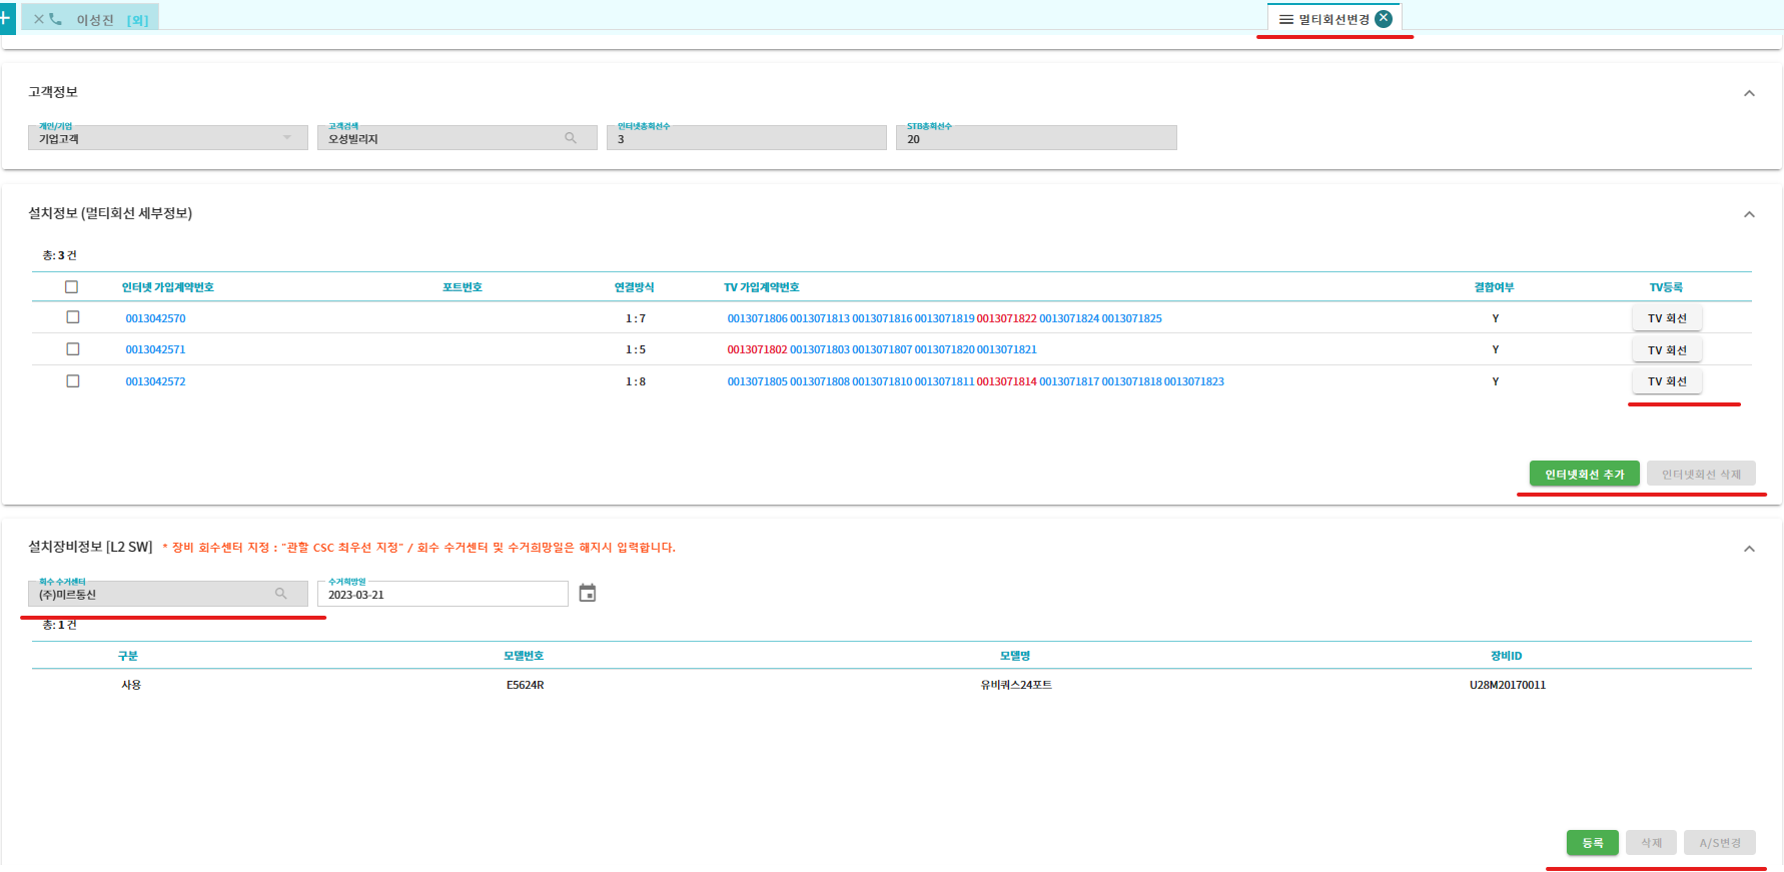 이성진 [외]
멀티회선변경
고객정보
개인/기업
기업고객
고객검색
오성빌리지
인터넷총회선수
3
STB총회선수
20
설치정보 (멀티회선 세부정보)
총: 3 건
인터넷 가입계약번호 포트번호 연결방식 TV 가입계약번호 결합여부 TV등록
0013042570 1 : 7 0013071806 0013071813 0013071816 0013071819 0013071822 0013071824 0013071825 Y TV 회선
0013042571 1 : 5 0013071802 0013071803 0013071807 0013071820 0013071821 Y TV 회선
0013042572 1 : 8 0013071805 0013071808 0013071810 0013071811 0013071814 0013071817 0013071818 0013071823 Y TV 회선
인터넷회선 추가 인터넷회선 삭제
설치장비정보 [L2 SW] * 장비 회수센터 지정 : "관할 CSC 최우선 지정" / 회수 수거센터 및 수거희망일은 해지시 입력합니다.
회수 수거센터
(주)미르통신
수거희망일
2023-03-21
총: 1 건
구분 모델번호 모델명 장비ID
사용 E5624R 유비쿼스24포트 U28M20170011
등록 삭제 A/S변경